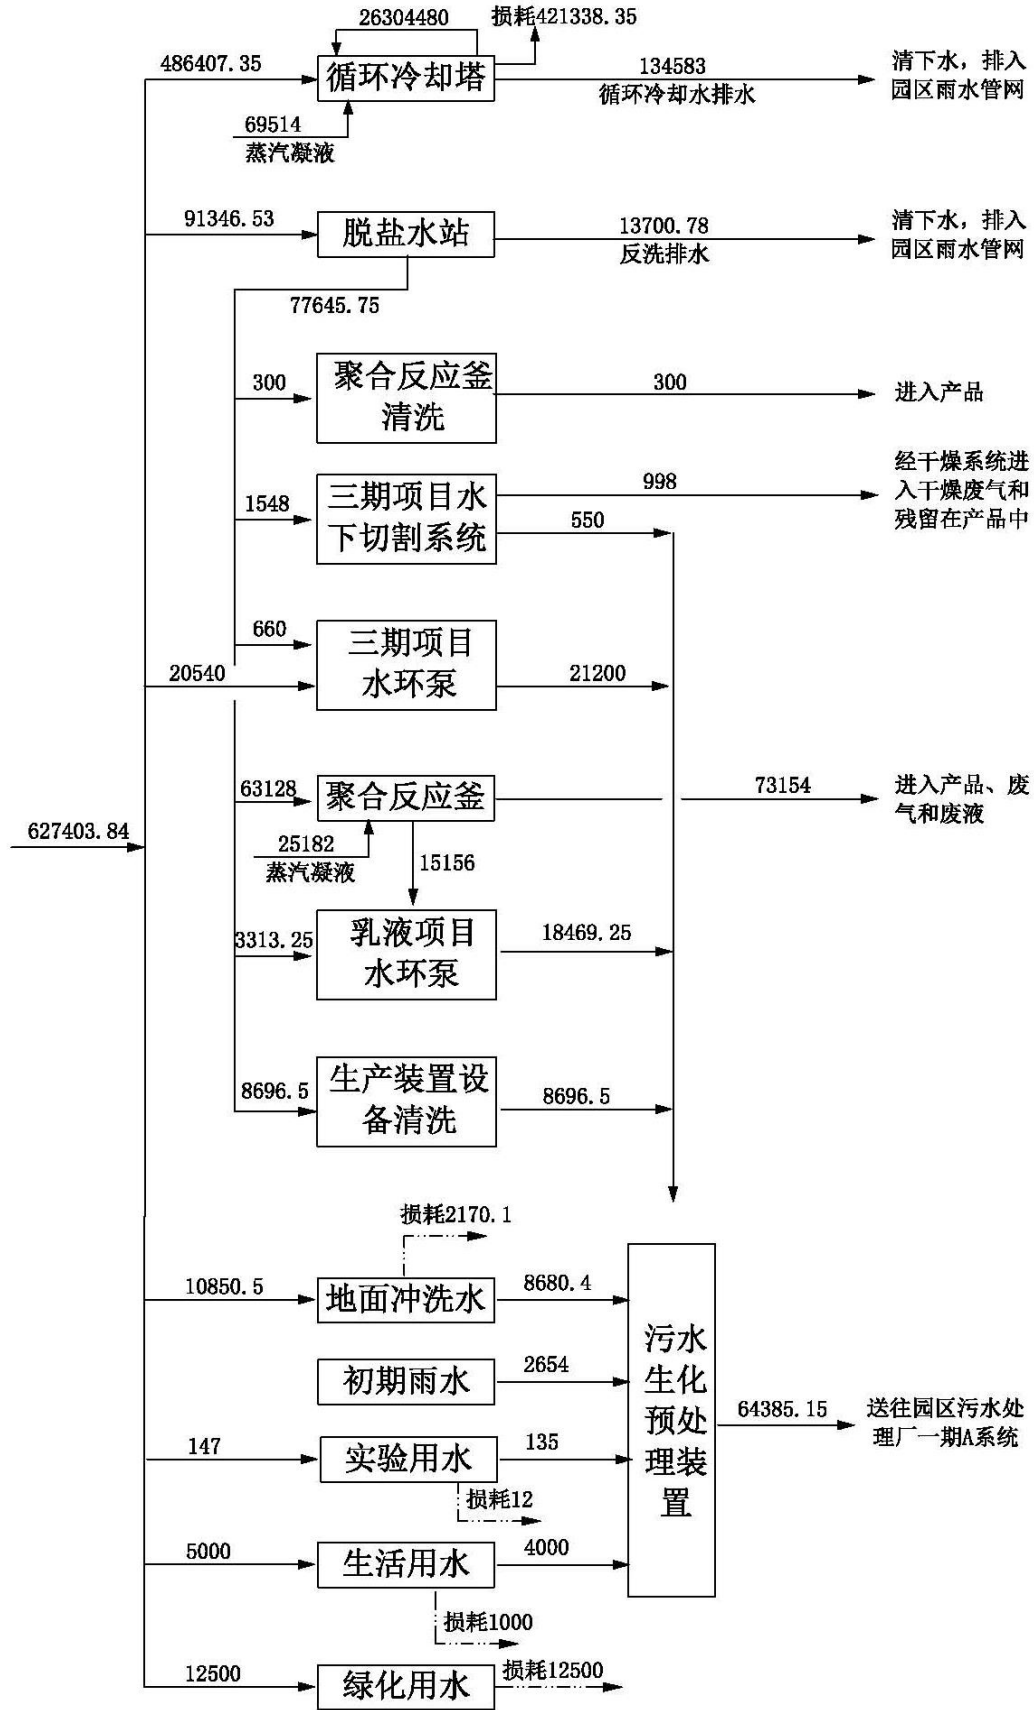 26304480
损耗421338.35
486407.35
循环冷却塔
134583
循环冷却水排水
清下水，排入
园区雨水管网
69514
蒸汽凝液
91346.53
脱盐水站
13700.78
反洗排水
清下水，排入
园区雨水管网
77645.75
300
聚合反应釜
清洗
300
进入产品
1548
三期项目水
下切割系统
998
550
经干燥系统进
入干燥废气和
残留在产品中
660
20540
三期项目
水环泵
21200
63128
聚合反应釜
73154
进入产品、废
气和废液
627403.84
25182
蒸汽凝液
15156
3313.25
乳液项目
水环泵
18469.25
8696.5
生产装置设
备清洗
8696.5
损耗2170.1
10850.5
地面冲洗水
8680.4
初期雨水
2654
污水
生化
预处
理装
置
64385.15
送往园区污水处
理厂一期A系统
147
实验用水
135
损耗12
5000
生活用水
4000
损耗1000
12500
绿化用水
损耗12500